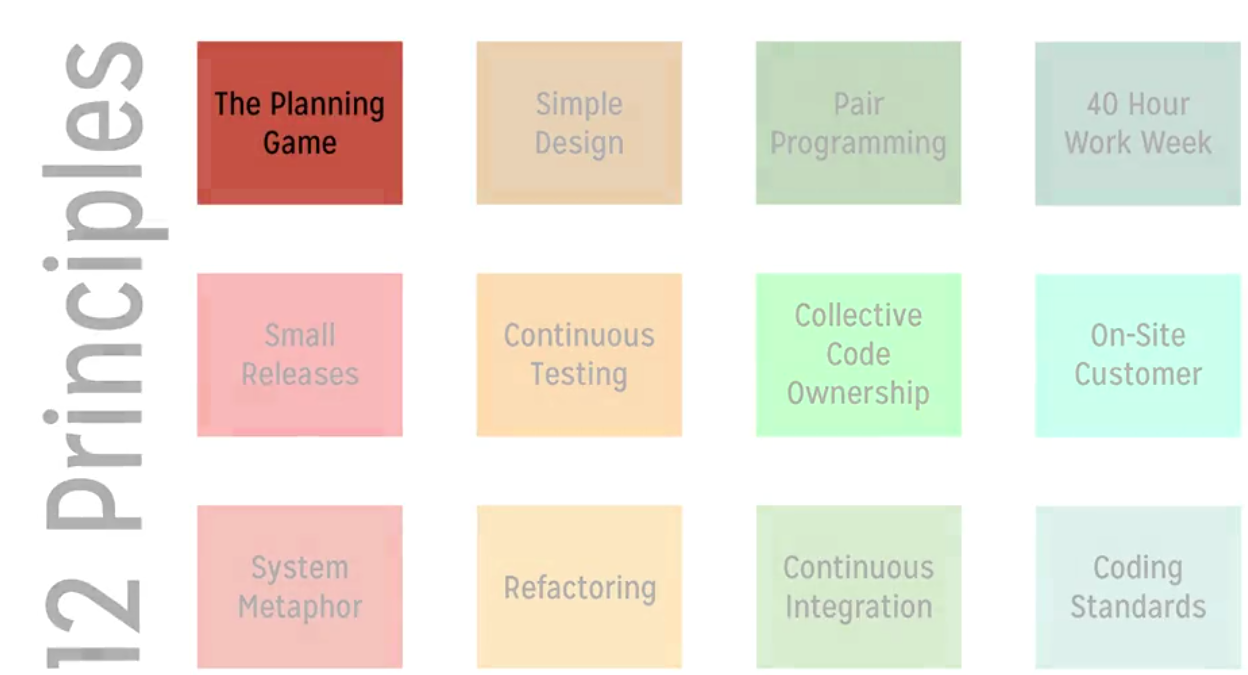 12 Principles
The Planning
Game
Simple
Design
Pair
Programming
40 Hour
Work Week
Small
Releases
Continuous
Testing
Collective
Code
Ownership
On-Site
Customer
System
Metaphor
Refactoring
Continuous
Integration
Coding
Standards